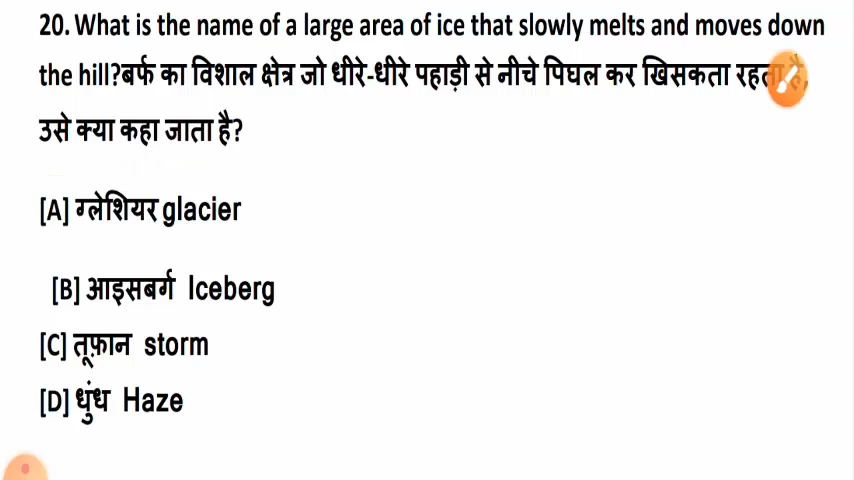 20. What is the name of a large area of ice that slowly melts and moves down
the hill?बर्फ का विशाल क्षेत्र जो धीरे-धीरे पहाड़ी से नीचे पिघल कर खिसकता रहता है,
उसे क्या कहा जाता है?
[A] ग्लेशियर glacier
[B] आइसबर्ग Iceberg
[C] तूफ़ान storm
[D] धुंध Haze